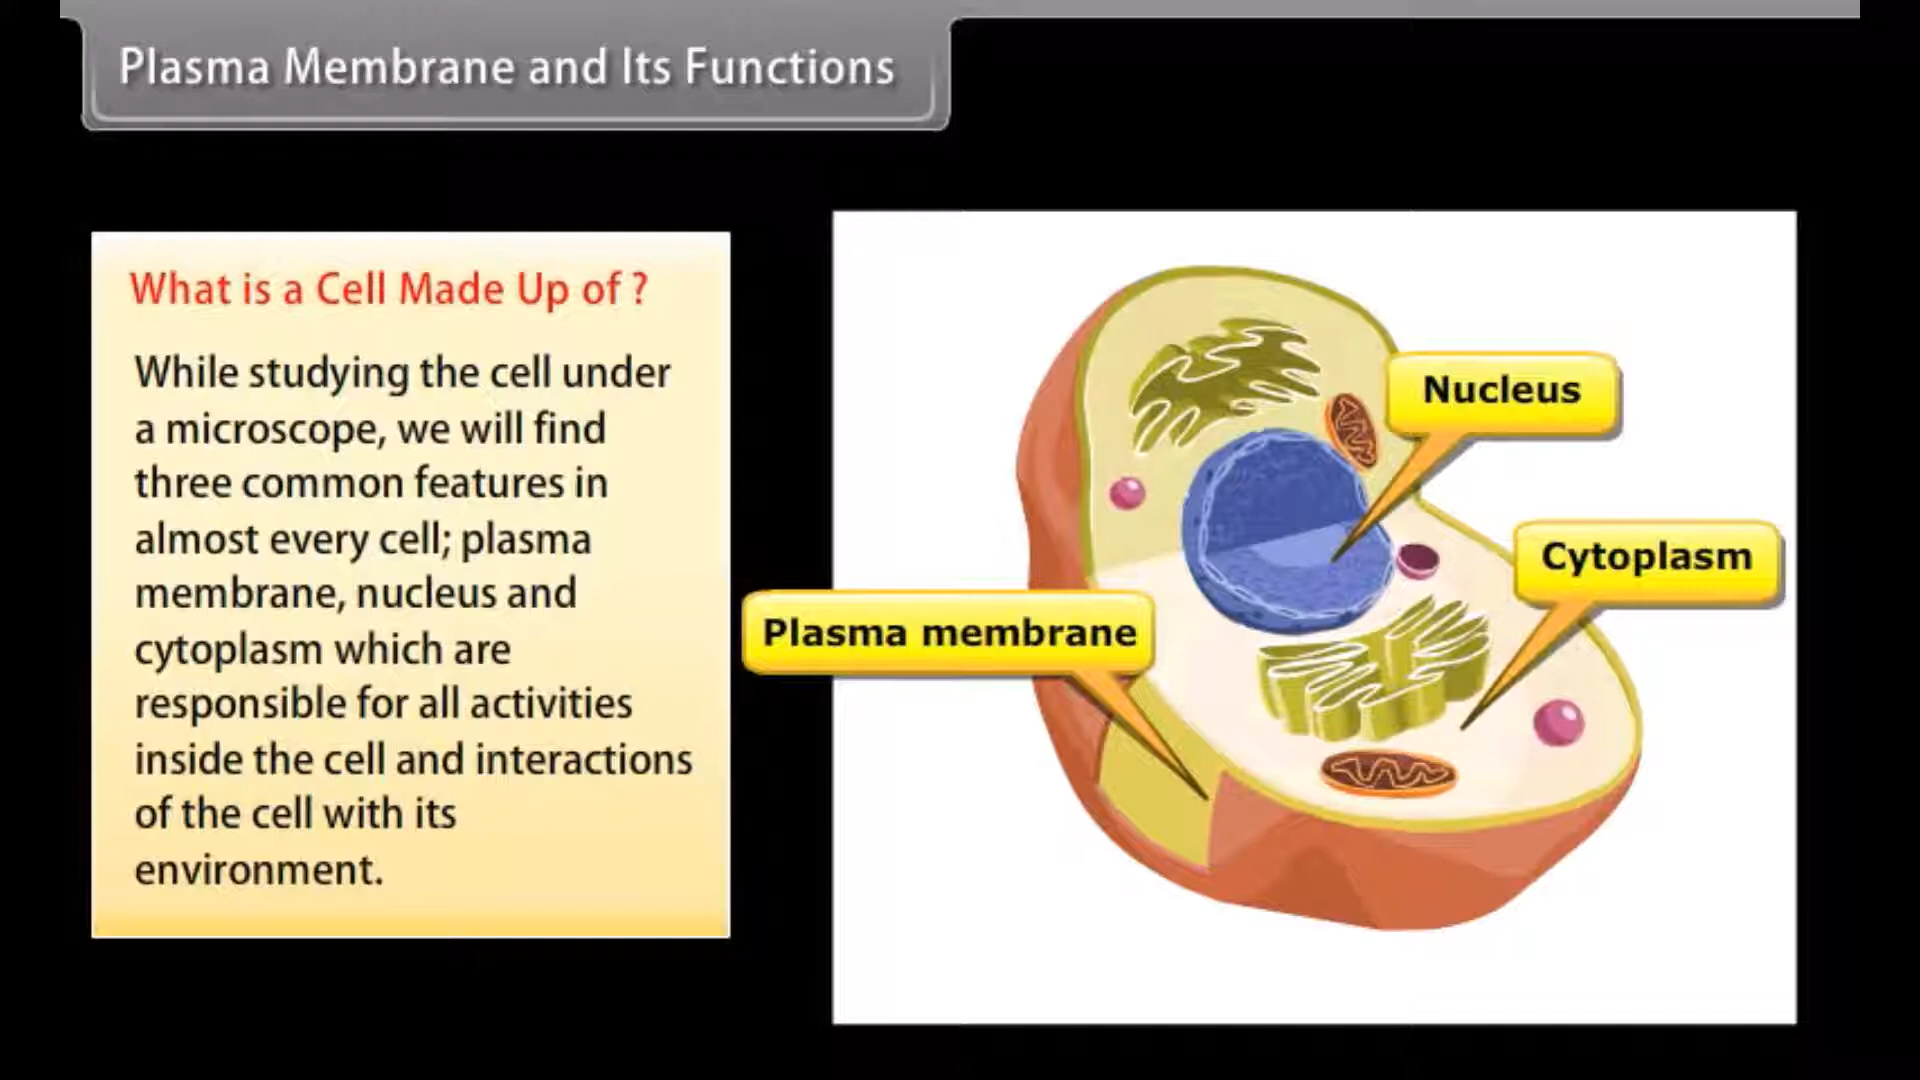 Plasma Membrane and Its Functions
What is a Cell Made Up of ?
While studying the cell under
a microscope, we will find
three common features in
almost every cell; plasma
membrane, nucleus and
cytoplasm which are
responsible for all activities
inside the cell and interactions
of the cell with its
environment.
Nucleus
Cytoplasm
Plasma membrane